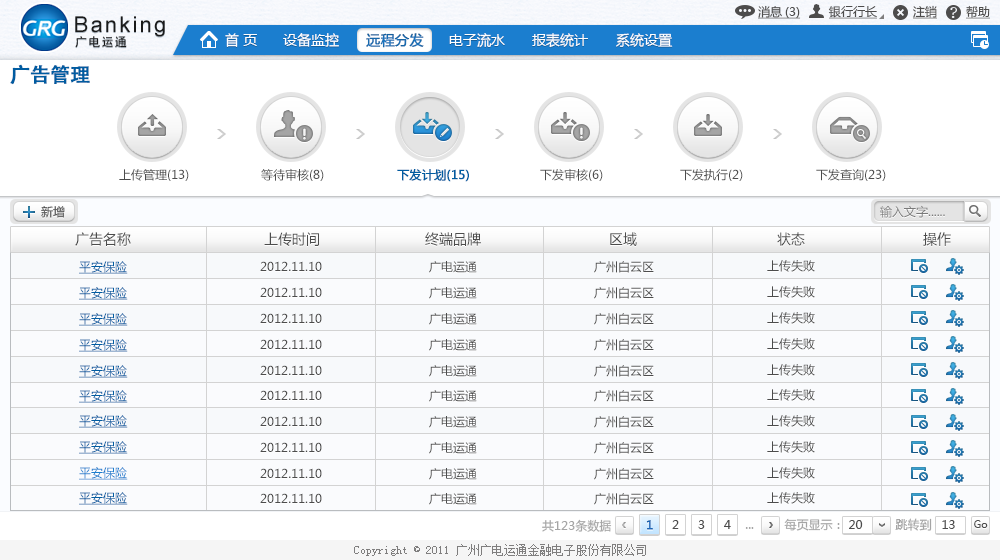 消息 (3) 银行行长 注销 帮助
GRG Banking
广电运通
首 页 设备监控 远程分发 电子流水 报表统计 系统设置
广告管理
上传管理(13) 等待审核(8) 下发计划(15) 下发审核(6) 下发执行(2) 下发查询(23)
新增 输入文字......
广告名称 上传时间 终端品牌 区域 状态 操作
平安保险 2012.11.10 广电运通 广州白云区 上传失败
平安保险 2012.11.10 广电运通 广州白云区 上传失败
平安保险 2012.11.10 广电运通 广州白云区 上传失败
平安保险 2012.11.10 广电运通 广州白云区 上传失败
平安保险 2012.11.10 广电运通 广州白云区 上传失败
平安保险 2012.11.10 广电运通 广州白云区 上传失败
平安保险 2012.11.10 广电运通 广州白云区 上传失败
平安保险 2012.11.10 广电运通 广州白云区 上传失败
平安保险 2012.11.10 广电运通 广州白云区 上传失败
平安保险 2012.11.10 广电运通 广州白云区 上传失败
共123条数据 ‹ 1 2 3 4 ... › 每页显示：20 跳转到 13 Go
Copyright © 2011 广州广电运通金融电子股份有限公司